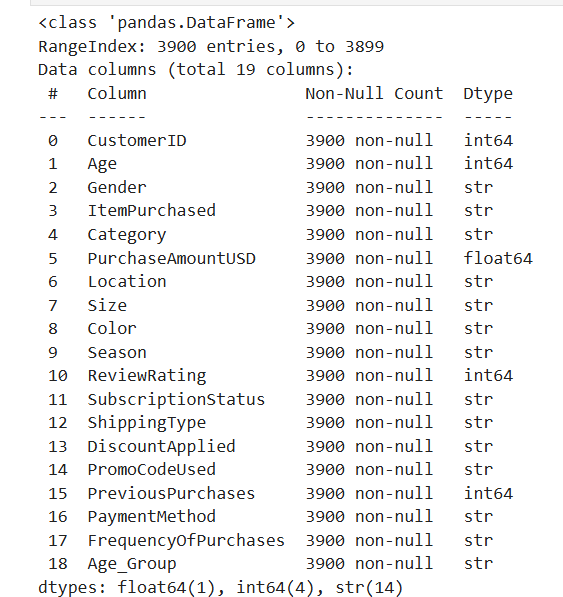 <class 'pandas.DataFrame'>
RangeIndex: 3900 entries, 0 to 3899
Data columns (total 19 columns):
 #   Column                Non-Null Count  Dtype
---  ------                --------------  -----
 0   CustomerID            3900 non-null   int64
 1   Age                   3900 non-null   int64
 2   Gender                3900 non-null   str
 3   ItemPurchased         3900 non-null   str
 4   Category              3900 non-null   str
 5   PurchaseAmountUSD     3900 non-null   float64
 6   Location              3900 non-null   str
 7   Size                  3900 non-null   str
 8   Color                 3900 non-null   str
 9   Season                3900 non-null   str
 10  ReviewRating          3900 non-null   int64
 11  SubscriptionStatus    3900 non-null   str
 12  ShippingType          3900 non-null   str
 13  DiscountApplied       3900 non-null   str
 14  PromoCodeUsed         3900 non-null   str
 15  PreviousPurchases     3900 non-null   int64
 16  PaymentMethod         3900 non-null   str
 17  FrequencyOfPurchases  3900 non-null   str
 18  Age_Group             3900 non-null   str
dtypes: float64(1), int64(4), str(14)